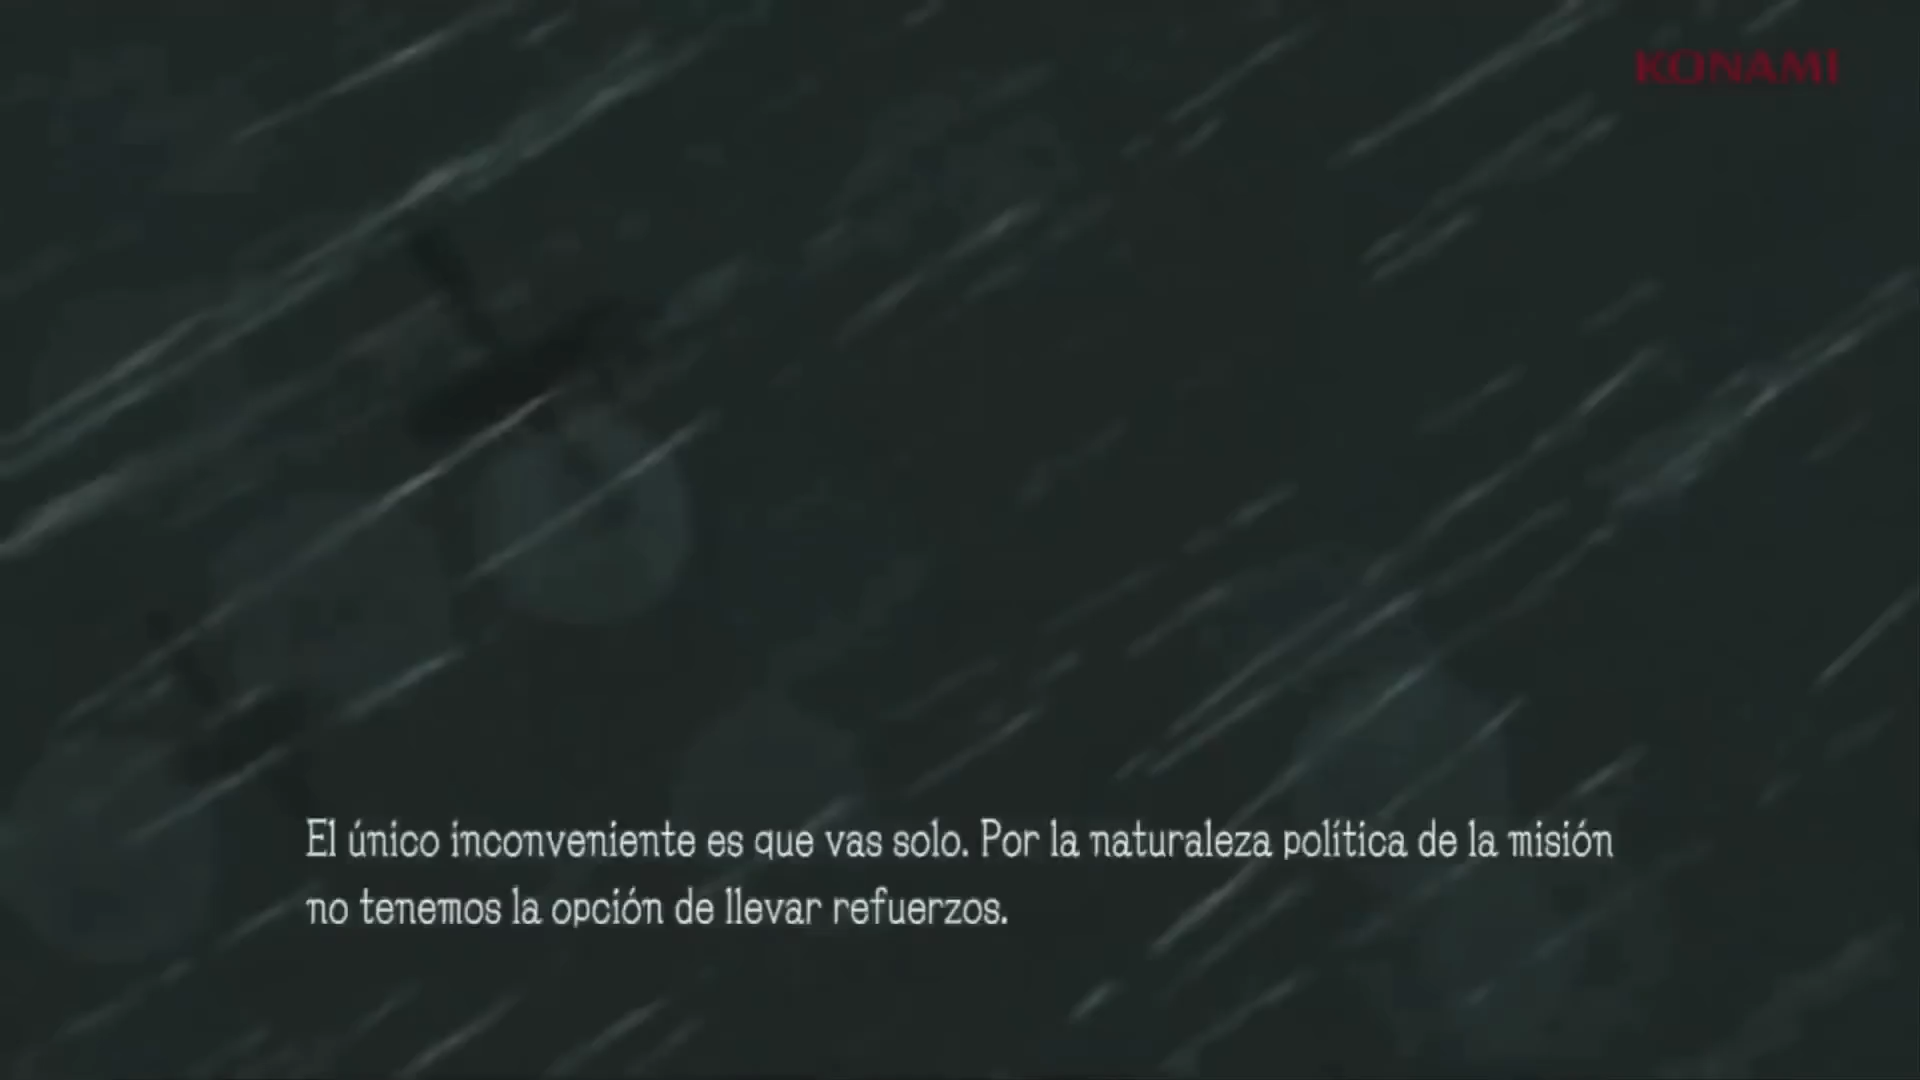 KONAMI
El único inconveniente es que vas solo. Por la naturaleza política de la misión
no tenemos la opción de llevar refuerzos.